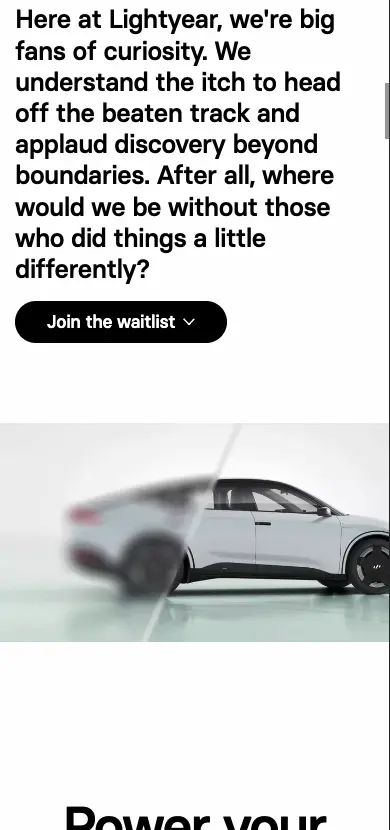 Here at Lightyear, we're big
fans of curiosity. We
understand the itch to head
off the beaten track and
applaud discovery beyond
boundaries. After all, where
would we be without those
who did things a little
differently?
Join the waitlist
Power your